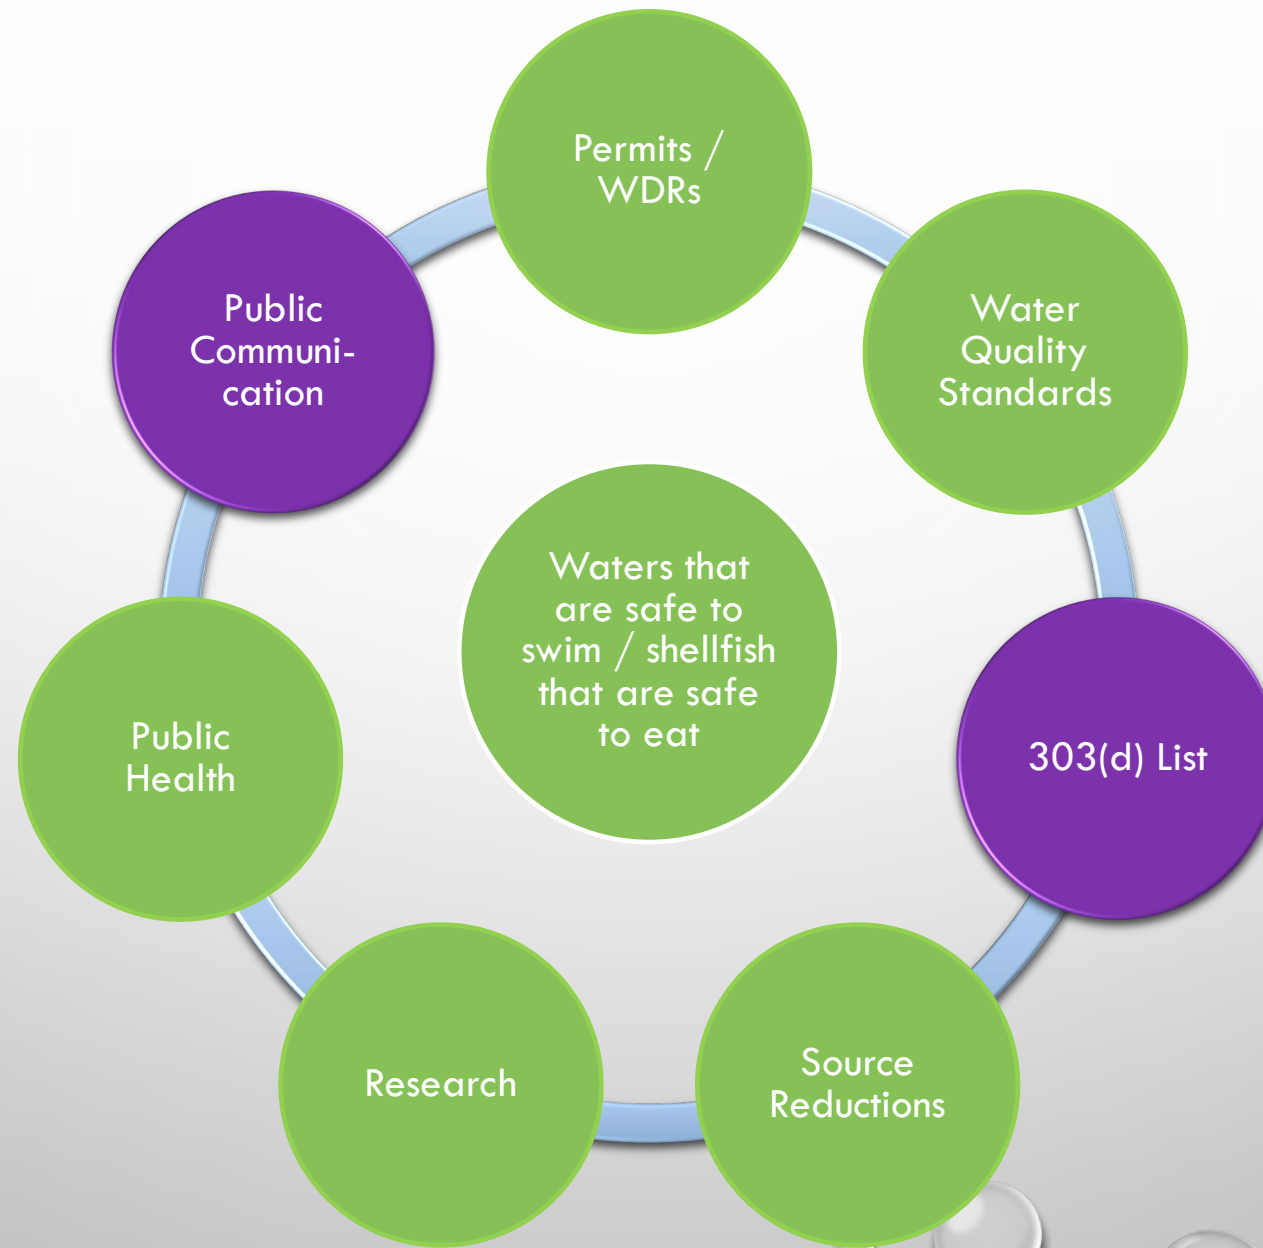 Permits /
WDRs
Water
Quality
Standards
303(d) List
Source
Reductions
Research
Public
Health
Public
Communi-
cation
Waters that
are safe to
swim / shellfish
that are safe
to eat